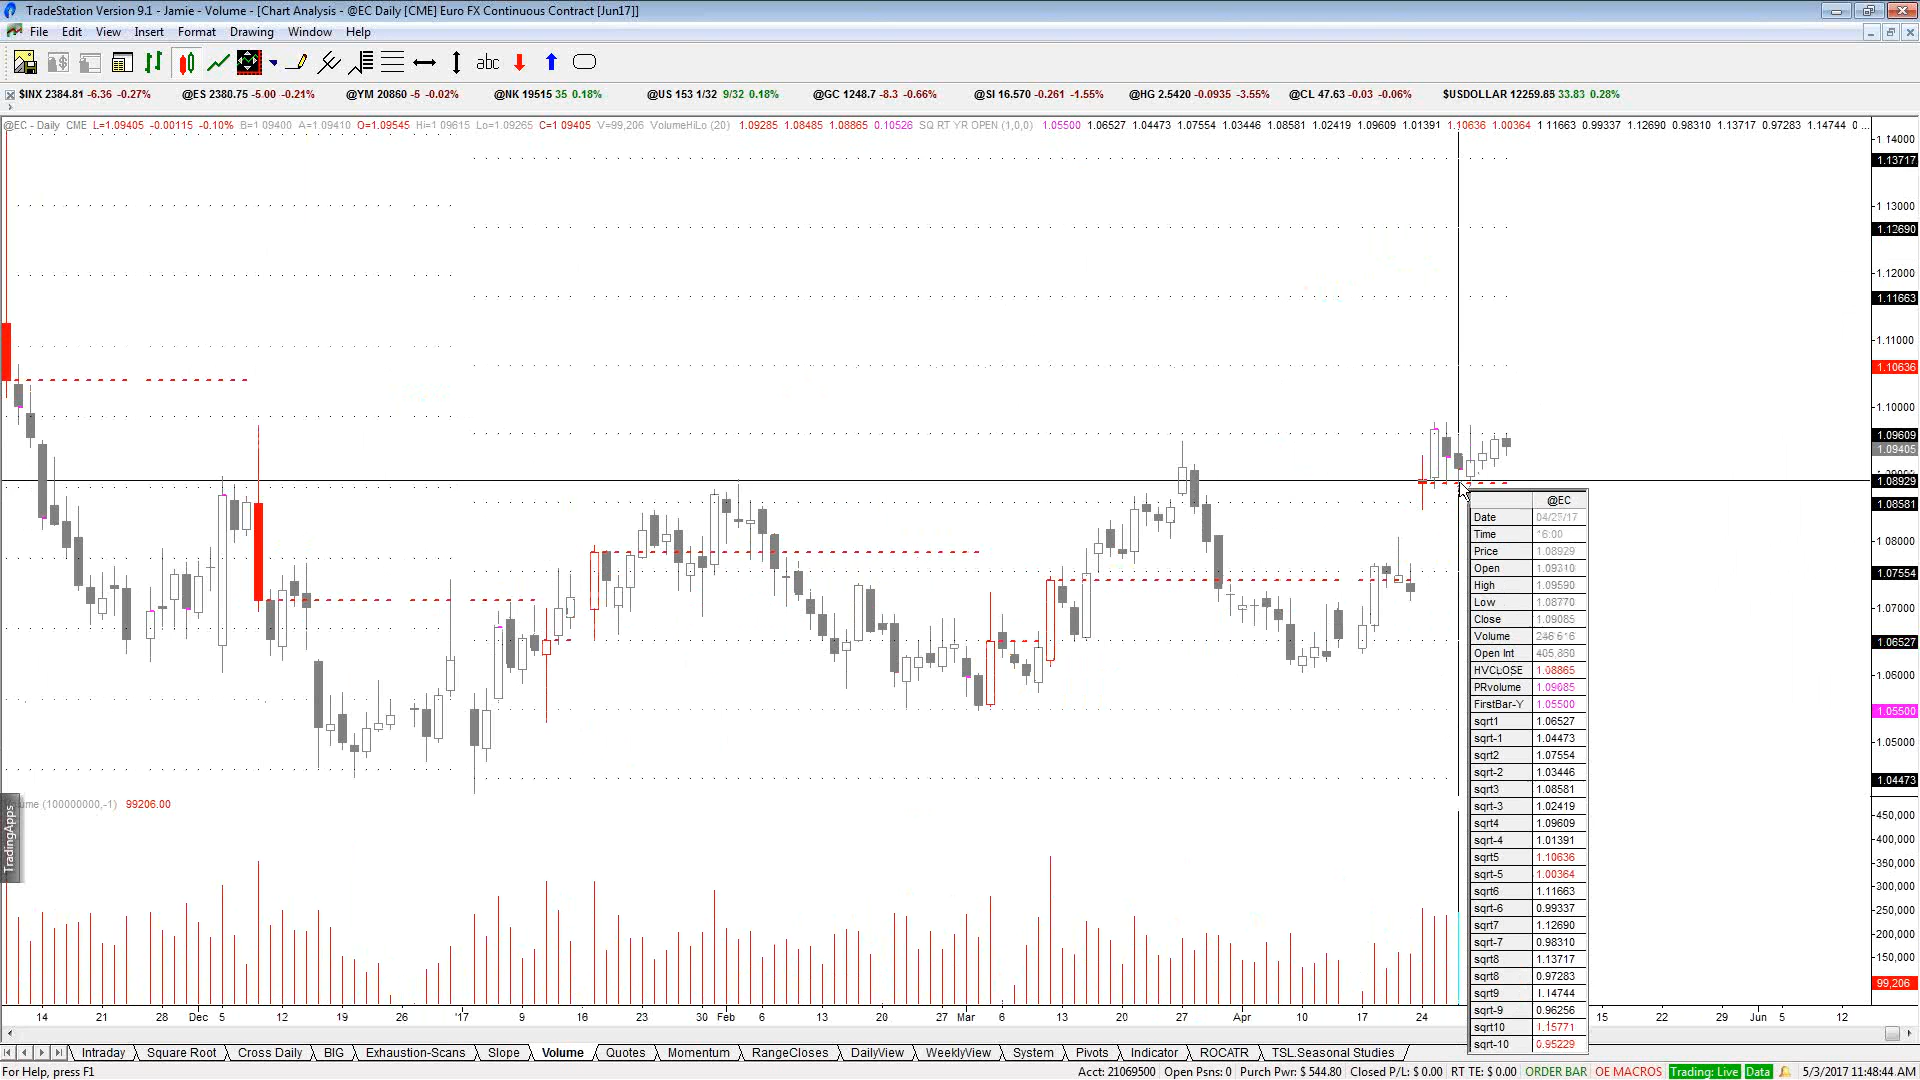 TradeStation Version 9.1 - Jamie - Volume - [Chart Analysis - @EC Daily [CME] Euro FX Continuous Contract [Jun17]]
File Edit View Insert Format Drawing Window Help
abc
$INX 2384.81 -6.36 -0.27% @ES 2380.75 -5.00 -0.21% @YM 20860 -5 -0.02% @NK 19515 35 0.18% @US 153 1/32 9/32 0.18% @GC 1248.7 -8.3 -0.66% @SI 16.570 -0.261 -1.55% @HG 2.5420 -0.0935 -3.55% @CL 47.63 -0.03 -0.06% $USDOLLAR 12259.85 33.83 0.28%
@EC - Daily CME L=1.09405 -0.00115 -0.10% B=1.09400 A=1.09410 O=1.09545 Hi=1.09615 Lo=1.09265 C=1.09405 V=99,206 VolumeHiLo (20) 1.09285 1.08485 1.08865 0.10526 SQ RT YR OPEN (1,0,0) 1.05500 1.06527 1.04473 1.07554 1.03446 1.08581 1.02419 1.09609 1.01391 1.10636 1.00364 1.11663 0.99337 1.12690 0.98310 1.13717 0.97283 1.14744 0 ...
1.14000
1.13717
1.13000
1.12690
1.12000
1.11663
1.11000
1.10636
1.10000
1.09609
1.09405
1.08929
1.08581
1.08000
1.07554
1.07000
1.06527
1.06000
1.05500
1.05000
1.04473
@EC
Date
Time
Price 1.08929
Open 1.09310
High 1.09590
Low 1.08770
Close 1.09085
Volume
Open Int 405,860
HVCLOSE 1.08865
PRvolume 1.09685
FirstBar-Y 1.05500
sqrt1 1.06527
sqrt-1 1.04473
sqrt2 1.07554
sqrt-2 1.03446
sqrt3 1.08581
sqrt-3 1.02419
sqrt4 1.09609
sqrt-4 1.01391
sqrt5 1.10636
sqrt-5 1.00364
sqrt6 1.11663
sqrt-6 0.99337
sqrt7 1.12690
sqrt-7 0.98310
sqrt8 1.13717
sqrt8 0.97283
sqrt9 1.14744
sqrt-9 0.96256
sqrt10 1.15771
sqrt-10 0.95229
TradingApps
(100000000,-1) 99206.00
450,000
400,000
350,000
300,000
250,000
200,000
150,000
99,206
14 21 28 Dec 5 12 19 26 '17 9 16 23 30 Feb 6 13 20 27 Mar 6 13 20 27 Apr 10 17 24 15 22 29 Jun 5 12
Intraday Square Root Cross Daily BIG Exhaustion-Scans Slope Volume Quotes Momentum RangeCloses DailyView WeeklyView System Pivots Indicator ROCATR TSL.Seasonal Studies
For Help, press F1
Acct: 21069500 Open Psns: 0 Purch Pwr: $ 544.80 Closed P/L: $ 0.00 RT TE: $ 0.00 ORDER BAR OE MACROS Trading: Live Data 5/3/2017 11:48:44 AM